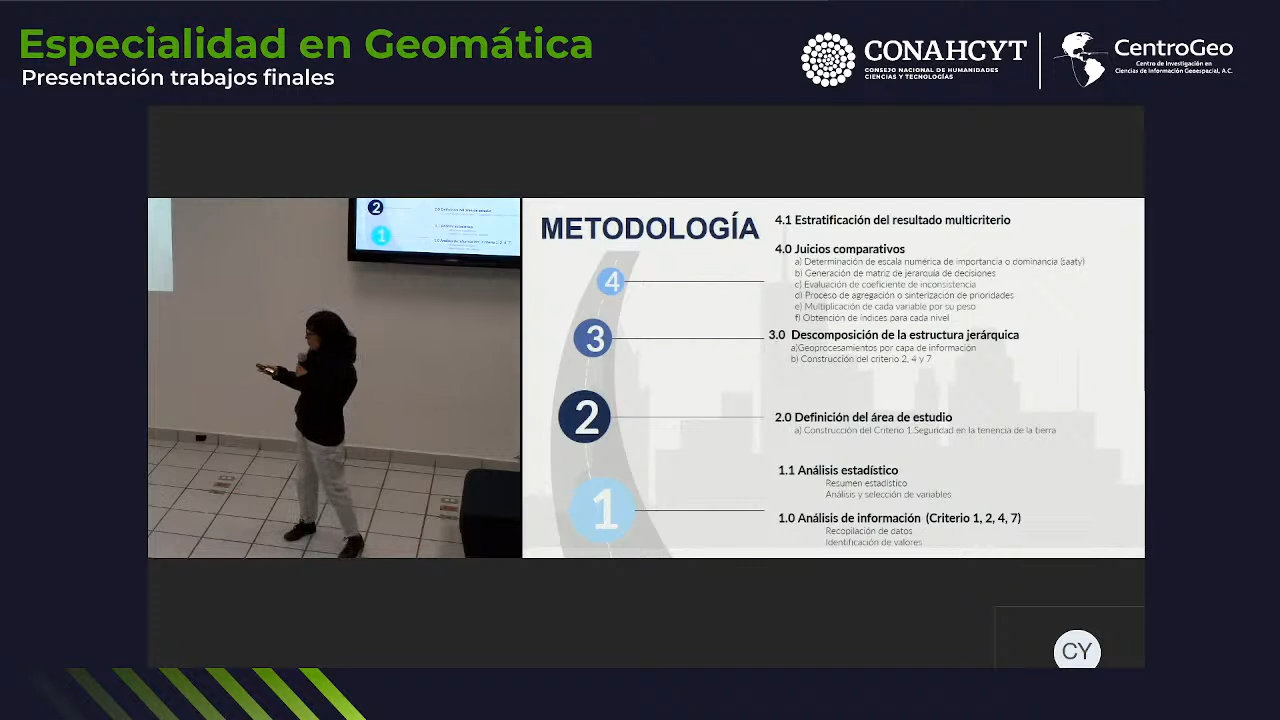 Especialidad en Geomática
Presentación trabajos finales
CONAHCYT
CONSEJO NACIONAL DE HUMANIDADES
CIENCIAS Y TECNOLOGÍAS
CentroGeo
Centro de Investigación en
Ciencias de Información Geoespacial, A.C.
2
1
METODOLOGÍA
4.1 Estratificación del resultado multicriterio
4
4.0 Juicios comparativos
a) Determinación de escala numérica de importancia o dominancia (saaty)
b) Generación de matriz de jerarquía de decisiones
c) Evaluación de coeficiente de inconsistencia
d) Proceso de agregación o sinterización de prioridades
e) Multiplicación de cada variable por su peso
f) Obtención de índices para cada nivel
3
3.0 Descomposición de la estructura jerárquica
a)Geoprocesamientos por capa de información
b) Construcción del criterio 2, 4 y 7
2
2.0 Definición del área de estudio
a) Construcción del Criterio 1.Seguridad en la tenencia de la tierra
1.1 Análisis estadístico
Resumen estadístico
Análisis y selección de variables
1
1.0 Análisis de información (Criterio 1, 2, 4, 7)
Recopilación de datos
Identificación de valores
CY